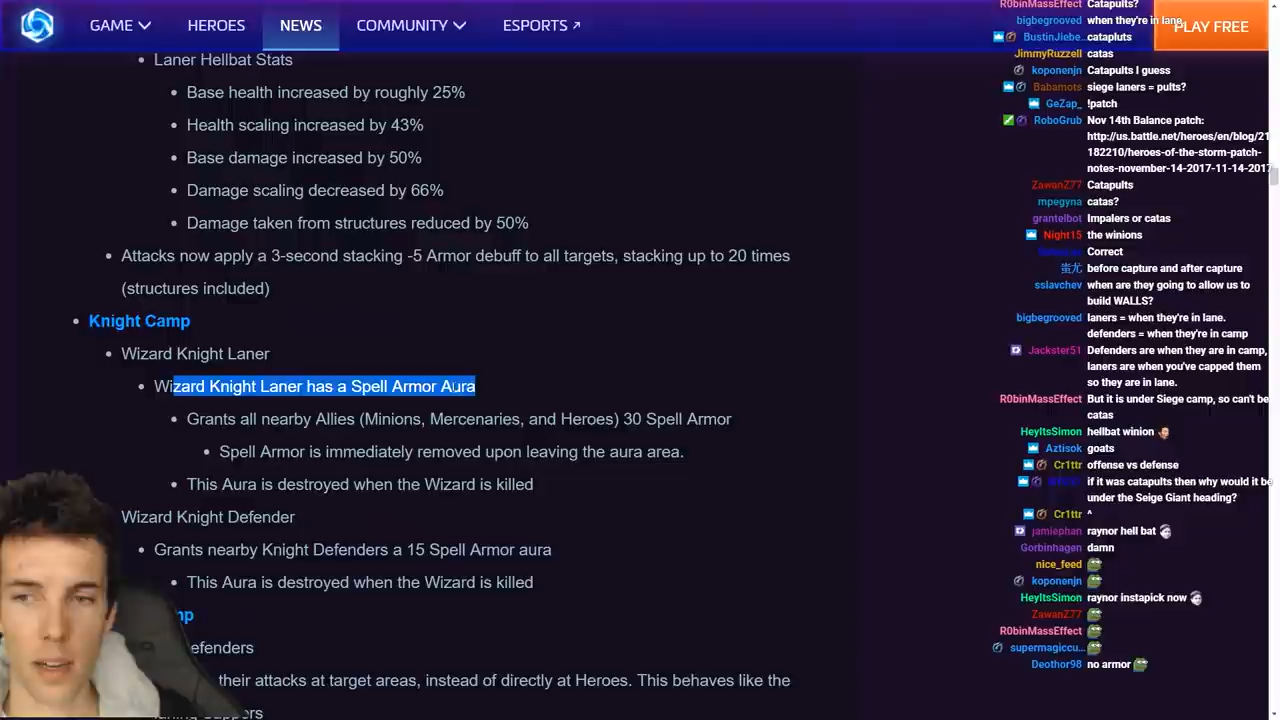 GAME
HEROES
NEWS
COMMUNITY
ESPORTS
PLAY FREE
Laner Hellbat Stats
Base health increased by roughly 25%
Health scaling increased by 43%
Base damage increased by 50%
Damage scaling decreased by 66%
Damage taken from structures reduced by 50%
Attacks now apply a 3-second stacking -5 Armor debuff to all targets, stacking up to 20 times
(structures included)
Knight Camp
Wizard Knight Laner
Wizard Knight Laner has a Spell Armor Aura
Grants all nearby Allies (Minions, Mercenaries, and Heroes) 30 Spell Armor
Spell Armor is immediately removed upon leaving the aura area.
This Aura is destroyed when the Wizard is killed
Wizard Knight Defender
Grants nearby Knight Defenders a 15 Spell Armor aura
This Aura is destroyed when the Wizard is killed
mp
efenders
their attacks at target areas, instead of directly at Heroes. This behaves like the
R0binMassEffect Catapults?
bigbegrooved when they're in lane
BustinJiebe... catapluts
JimmyRuzzell catas
koponenjn Catapults I guess
Babamots siege laners = pults?
GeZap_ !patch
RoboGrub Nov 14th Balance patch:
http://us.battle.net/heroes/en/blog/21
182210/heroes-of-the-storm-patch-
notes-november-14-2017-11-14-2017
ZawanZ77 Catapults
mpegyna catas?
grantelbot Impalers or catas
Night15 the winions
Correct
蚩尤 before capture and after capture
sslavchev when are they going to allow us to
build WALLS?
bigbegrooved laners = when they're in lane.
defenders = when they're in camp
Jackster51 Defenders are when they are in camp,
laners are when you've capped them
so they are in lane.
R0binMassEffect But it is under Siege camp, so can't be
catas
HeyItsSimon hellbat winion
Aztisok goats
Cr1ttr offense vs defense
if it was catapults then why would it be
under the Seige Giant heading?
Cr1ttr ^
jamiephan raynor hell bat
Gorbinhagen damn
nice_feed
koponenjn
HeyItsSimon raynor instapick now
ZawanZ77
R0binMassEffect
supermagiccu...
Deothor98 no armor